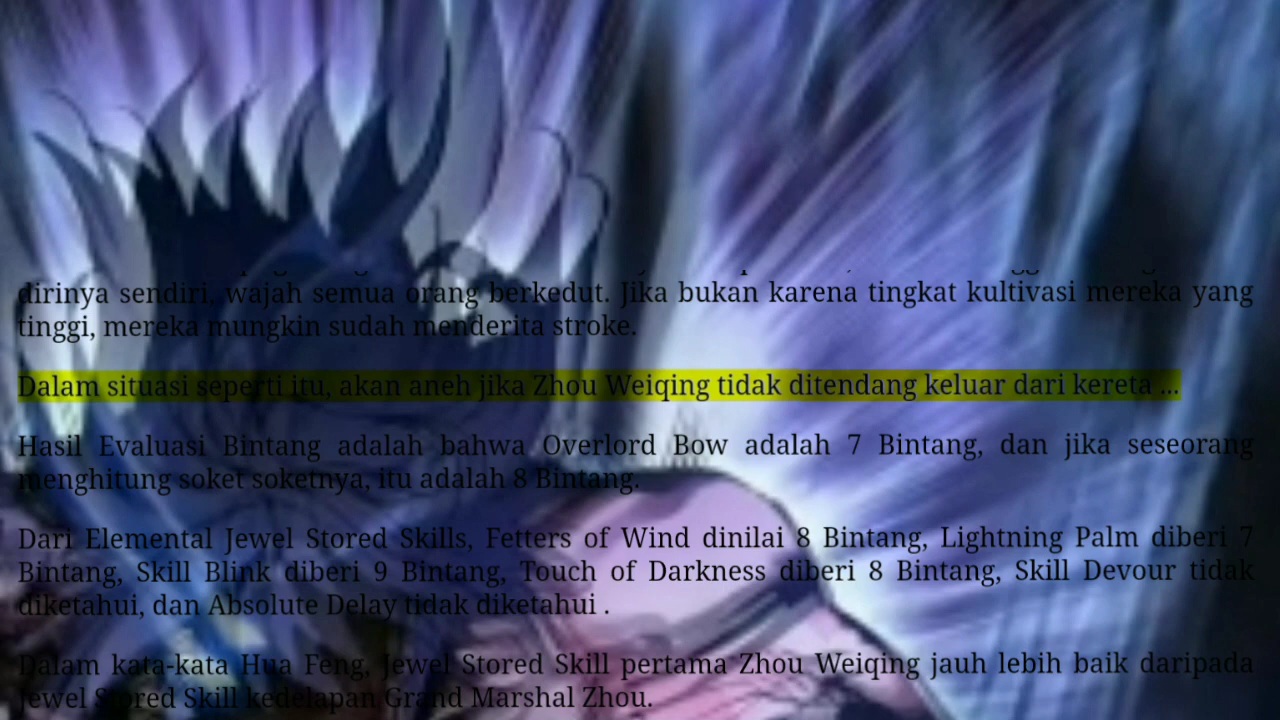 dirinya sendiri, wajah semua orang berkedut. Jika bukan karena tingkat kultivasi mereka yang
tinggi, mereka mungkin sudah menderita stroke.
Dalam situasi seperti itu, akan aneh jika Zhou Weiqing tidak ditendang keluar dari kereta ...
Hasil Evaluasi Bintang adalah bahwa Overlord Bow adalah 7 Bintang, dan jika seseorang
menghitung soket soketnya, itu adalah 8 Bintang.
Dari Elemental Jewel Stored Skills, Fetters of Wind dinilai 8 Bintang, Lightning Palm diberi 7
Bintang, Skill Blink diberi 9 Bintang, Touch of Darkness diberi 8 Bintang, Skill Devour tidak
diketahui, dan Absolute Delay tidak diketahui .
Dalam kata-kata Hua Feng, Jewel Stored Skill pertama Zhou Weiqing jauh lebih baik daripada
Jewel Stored Skill kedelapan Grand Marshal Zhou.